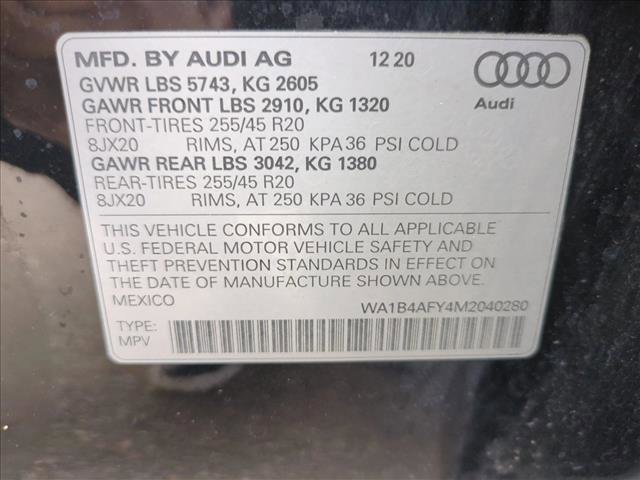 MFD. BY AUDI AG 12 20
GVWR LBS 5743, KG 2605
GAWR FRONT LBS 2910, KG 1320
Audi
FRONT-TIRES 255/45 R20
8JX20 RIMS, AT 250 KPA 36 PSI COLD
GAWR REAR LBS 3042, KG 1380
REAR-TIRES 255/45 R20
8JX20 RIMS, AT 250 KPA 36 PSI COLD
THIS VEHICLE CONFORMS TO ALL APPLICABLE
U.S. FEDERAL MOTOR VEHICLE SAFETY AND
THEFT PREVENTION STANDARDS IN EFFECT ON
THE DATE OF MANUFACTURE SHOWN ABOVE.
MEXICO WA1B4AFY4M2040280
TYPE:
MPV